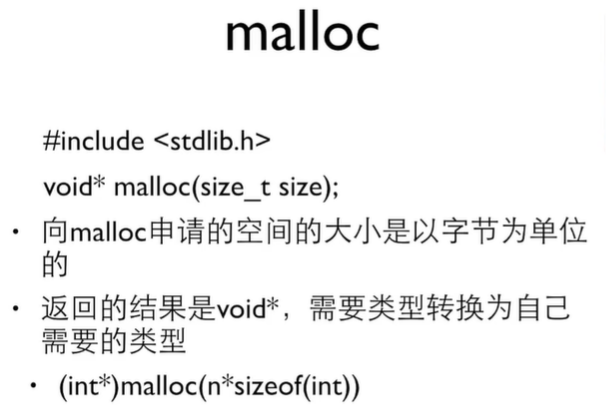 malloc
#include <stdlib.h>
void* malloc(size_t size);
• 向malloc申请的空间的大小是以字节为单位
的
• 返回的结果是void*，需要类型转换为自己
需要的类型
• (int*)malloc(n*sizeof(int))